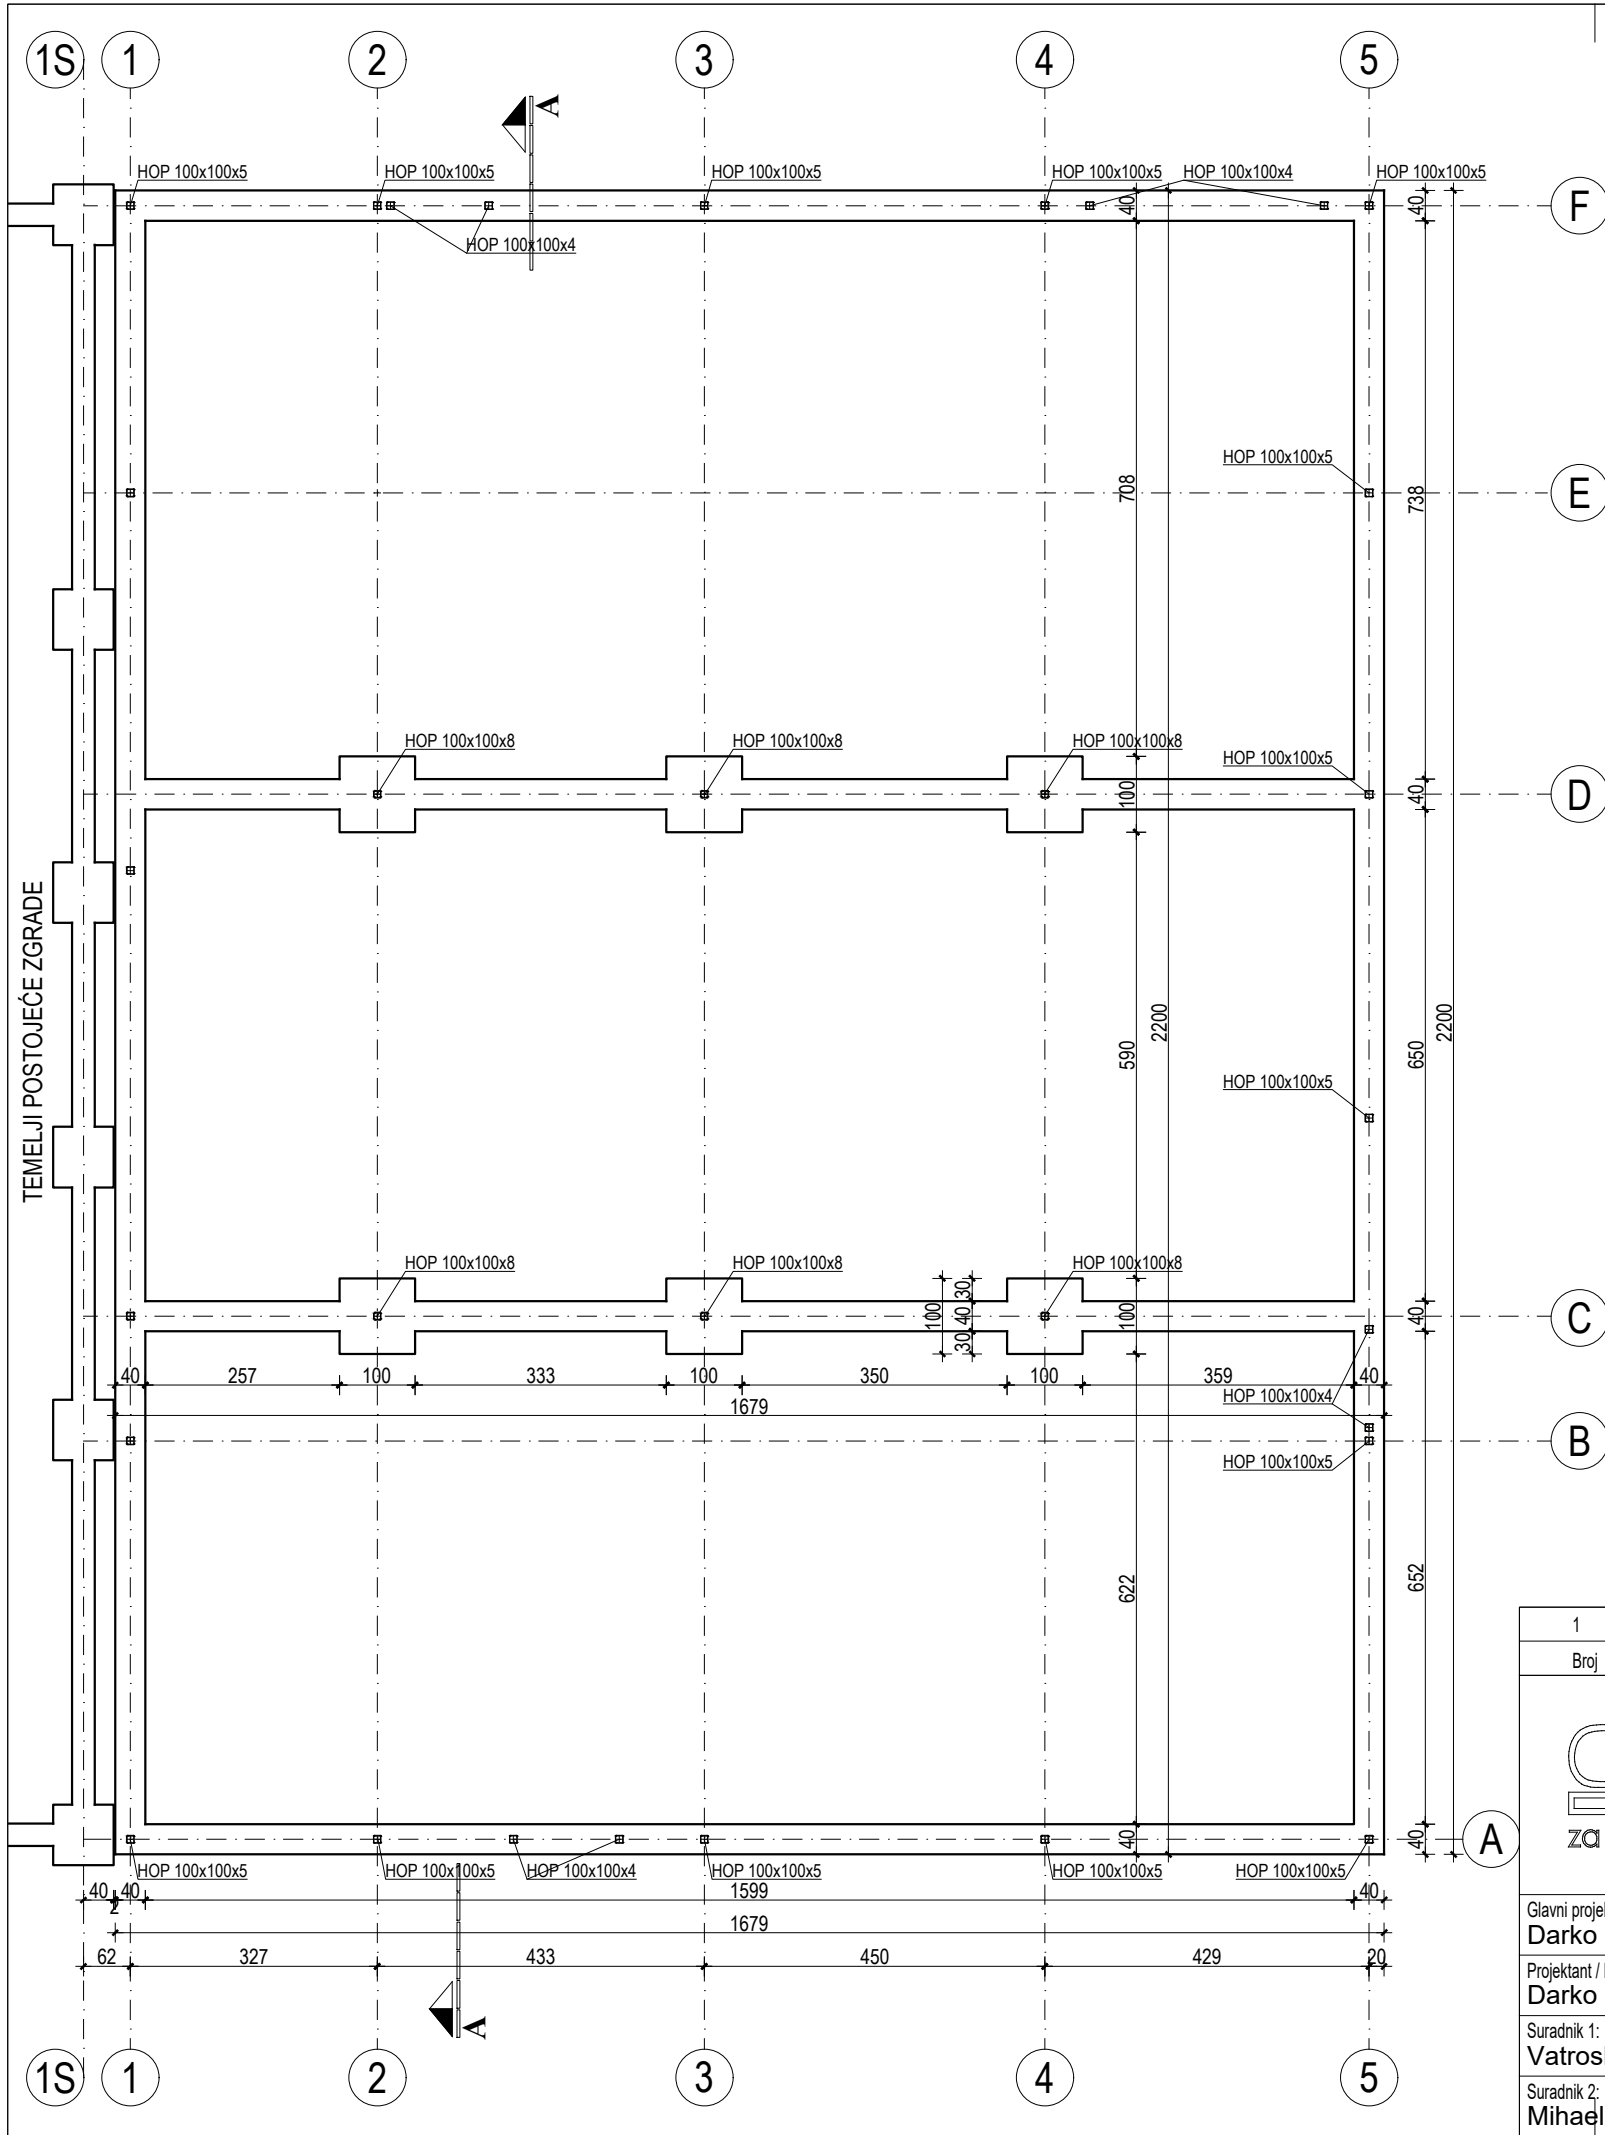 1S 1 2 3 4 5
A
HOP 100x100x5 HOP 100x100x5 HOP 100x100x5 HOP 100x100x5 HOP 100x100x4 HOP 100x100x5
40 40 F
HOP 100x100x4
HOP 100x100x5
708 738 E
HOP 100x100x8 HOP 100x100x8 HOP 100x100x8 HOP 100x100x5
100 40 D
TEMELJI POSTOJEĆE ZGRADE
590 2200 650 2200
HOP 100x100x5
HOP 100x100x8 HOP 100x100x8 HOP 100x100x8
30
100 40 100 40 C
30
40 257 100 333 100 350 100 359 40
HOP 100x100x4
1679
B
HOP 100x100x5
622 652
1
Broj
za
40 40 A
HOP 100x100x5 HOP 100x100x5 HOP 100x100x4 HOP 100x100x5 HOP 100x100x5 HOP 100x100x5
40 40 1599 40
2
1679
62 327 433 450 429 20
A
Darko
Projektant /
Darko
Suradnik 1:
Suradnik 2:
Mihael
1S 1 2 3 4 5